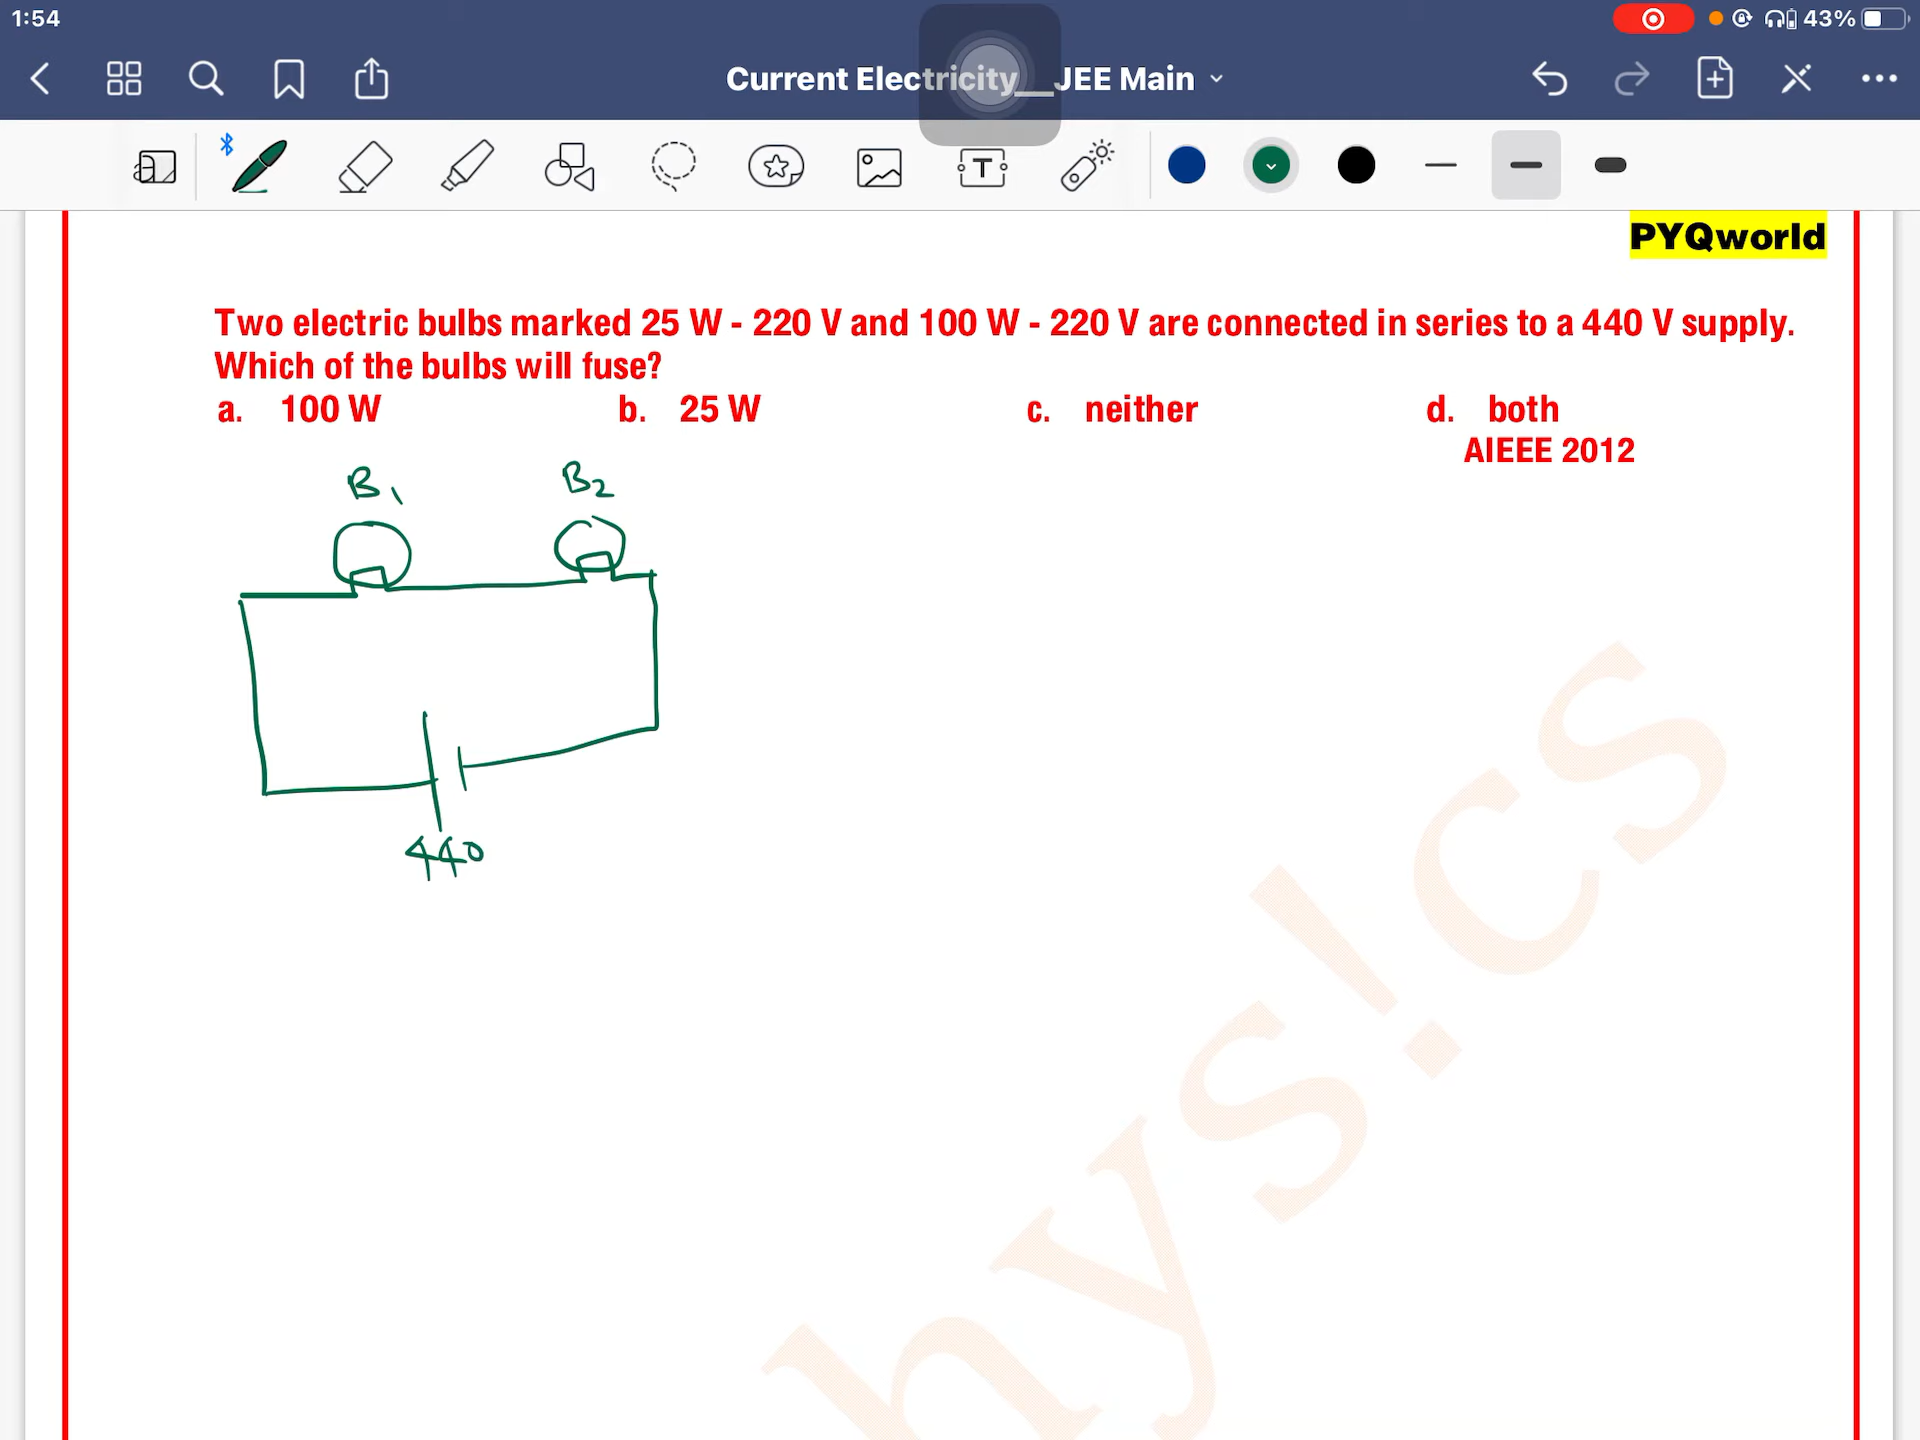 1:54
43%
Current Electricity__JEE Main
PYQworld
Two electric bulbs marked 25 W - 220 V and 100 W - 220 V are connected in series to a 440 V supply.
Which of the bulbs will fuse?
a. 100 W b. 25 W c. neither d. both
AIEEE 2012
B1 B2
440
hys!cs